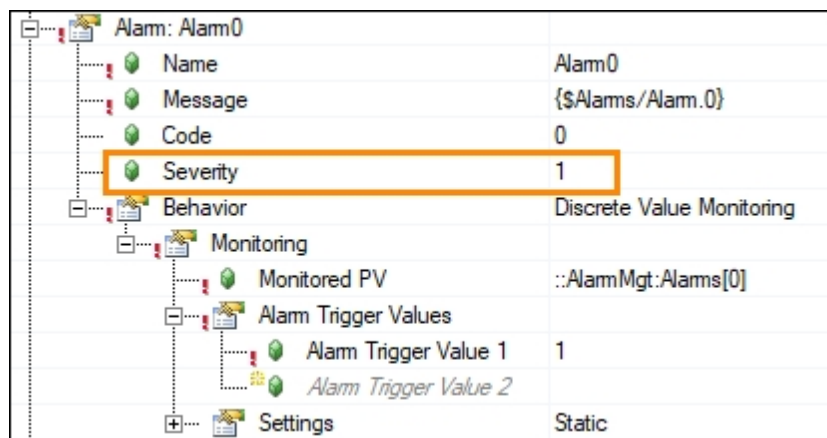 Alarm: Alarm0
Name Alarm0
Message {$Alarms/Alarm.0}
Code 0
Severity 1
Behavior Discrete Value Monitoring
Monitoring
Monitored PV ::AlarmMgt:Alarms[0]
Alarm Trigger Values
Alarm Trigger Value 1 1
Alarm Trigger Value 2
Settings Static